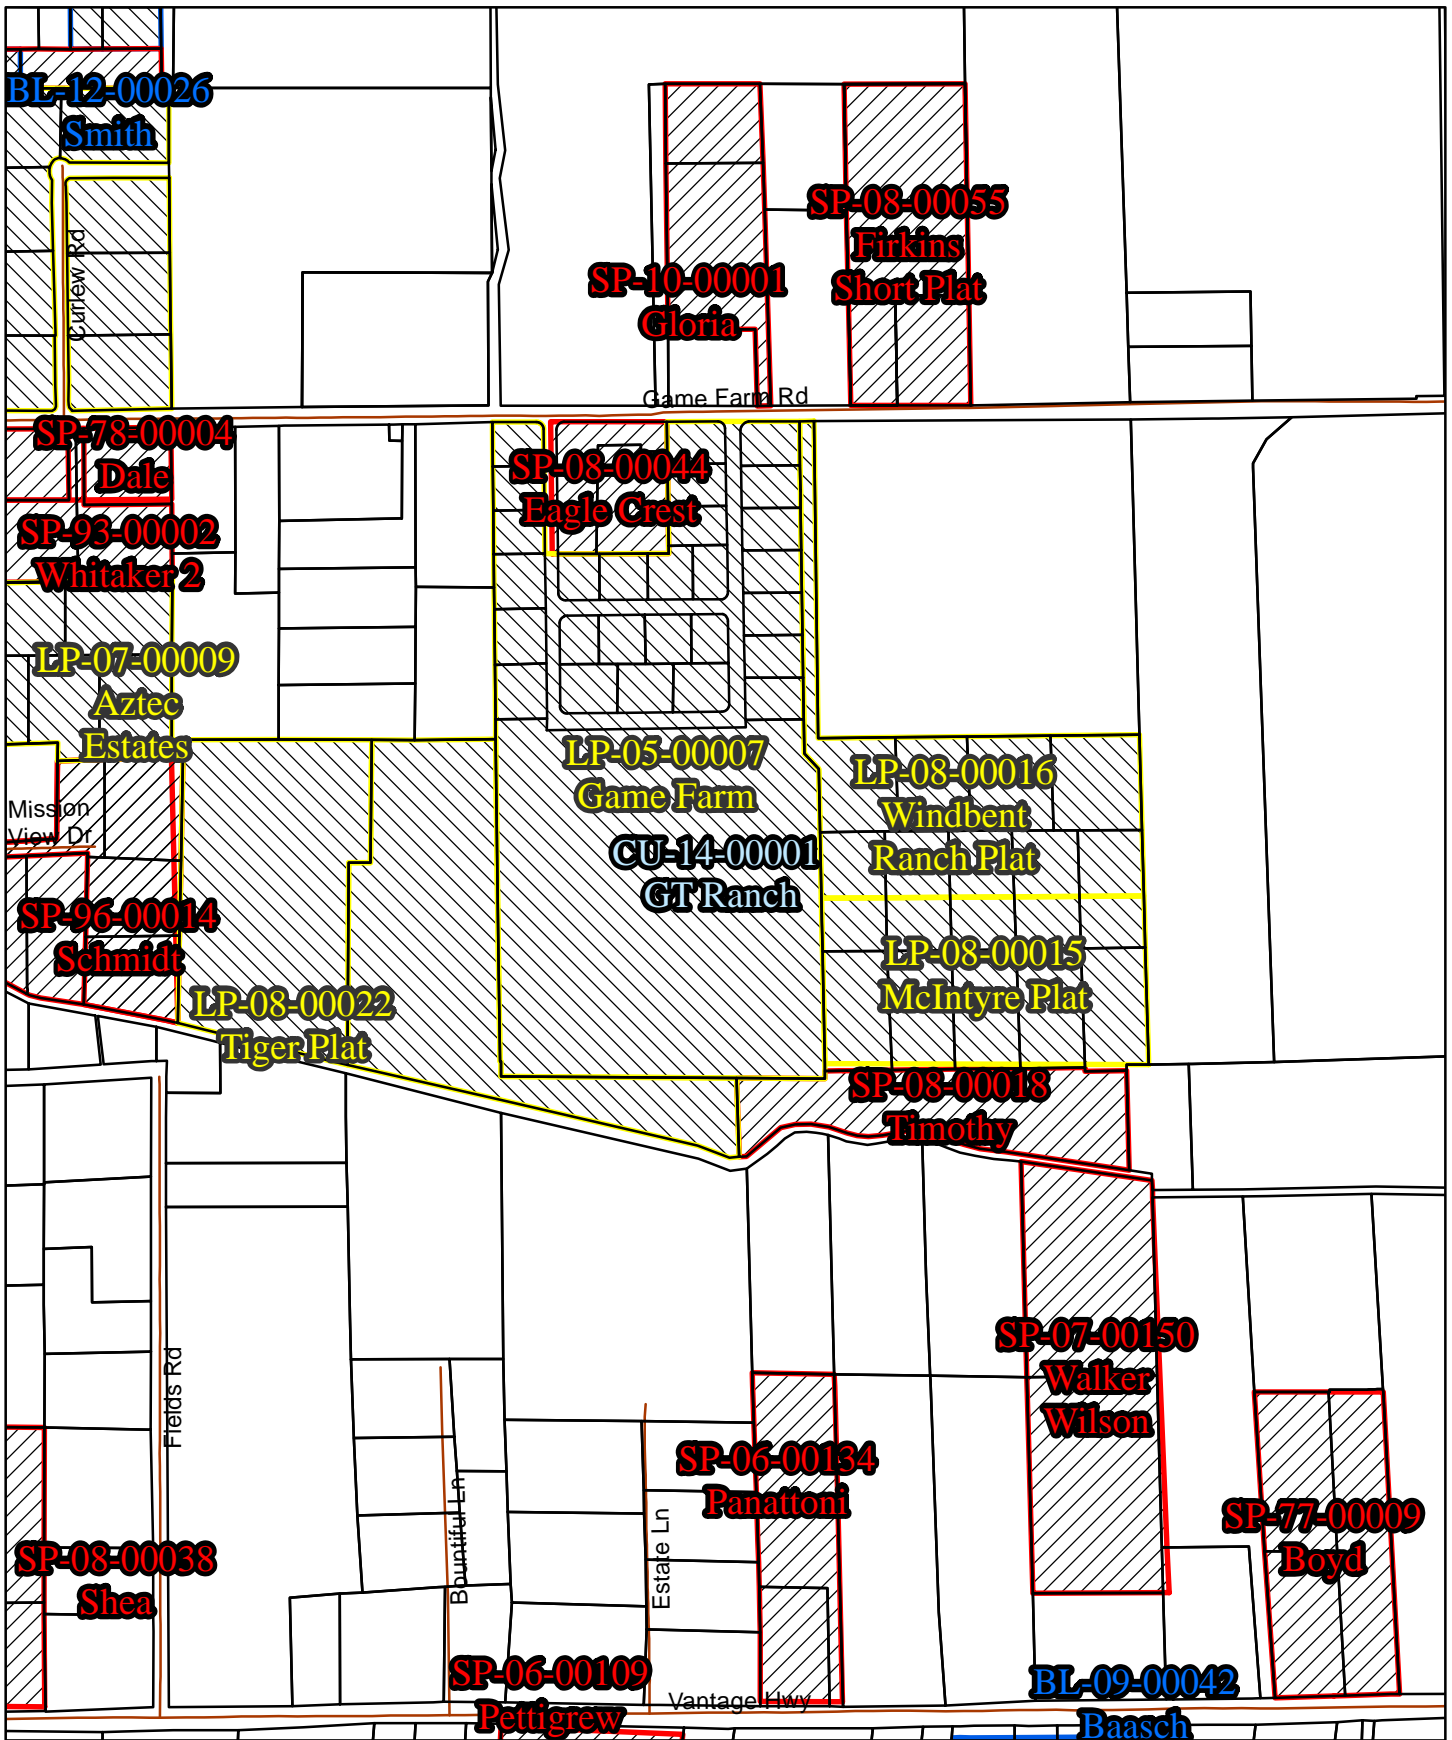 BL-12-00026
Smith
Curlew Rd
SP-08-00055
Firkins
Short Plat
SP-10-00001
Gloria
Game Farm Rd
SP-78-00004
Dale
SP-08-00044
Eagle Crest
SP-93-00002
Whitaker 2
LP-07-00009
Aztec
Estates
LP-05-00007
Game Farm
LP-08-00016
Windbent
Ranch Plat
Mission
View Dr
CU-14-00001
GT Ranch
SP-96-00014
Schmidt
LP-08-00015
McIntyre Plat
LP-08-00022
Tiger Plat
SP-08-00018
Timothy
SP-07-00150
Walker
Wilson
Fields Rd
SP-06-00134
Panattoni
Bountiful Ln
Estate Ln
SP-77-00009
Boyd
SP-08-00038
Shea
SP-06-00109
Pettigrew
Vantage Hwy
BL-09-00042
Baasch